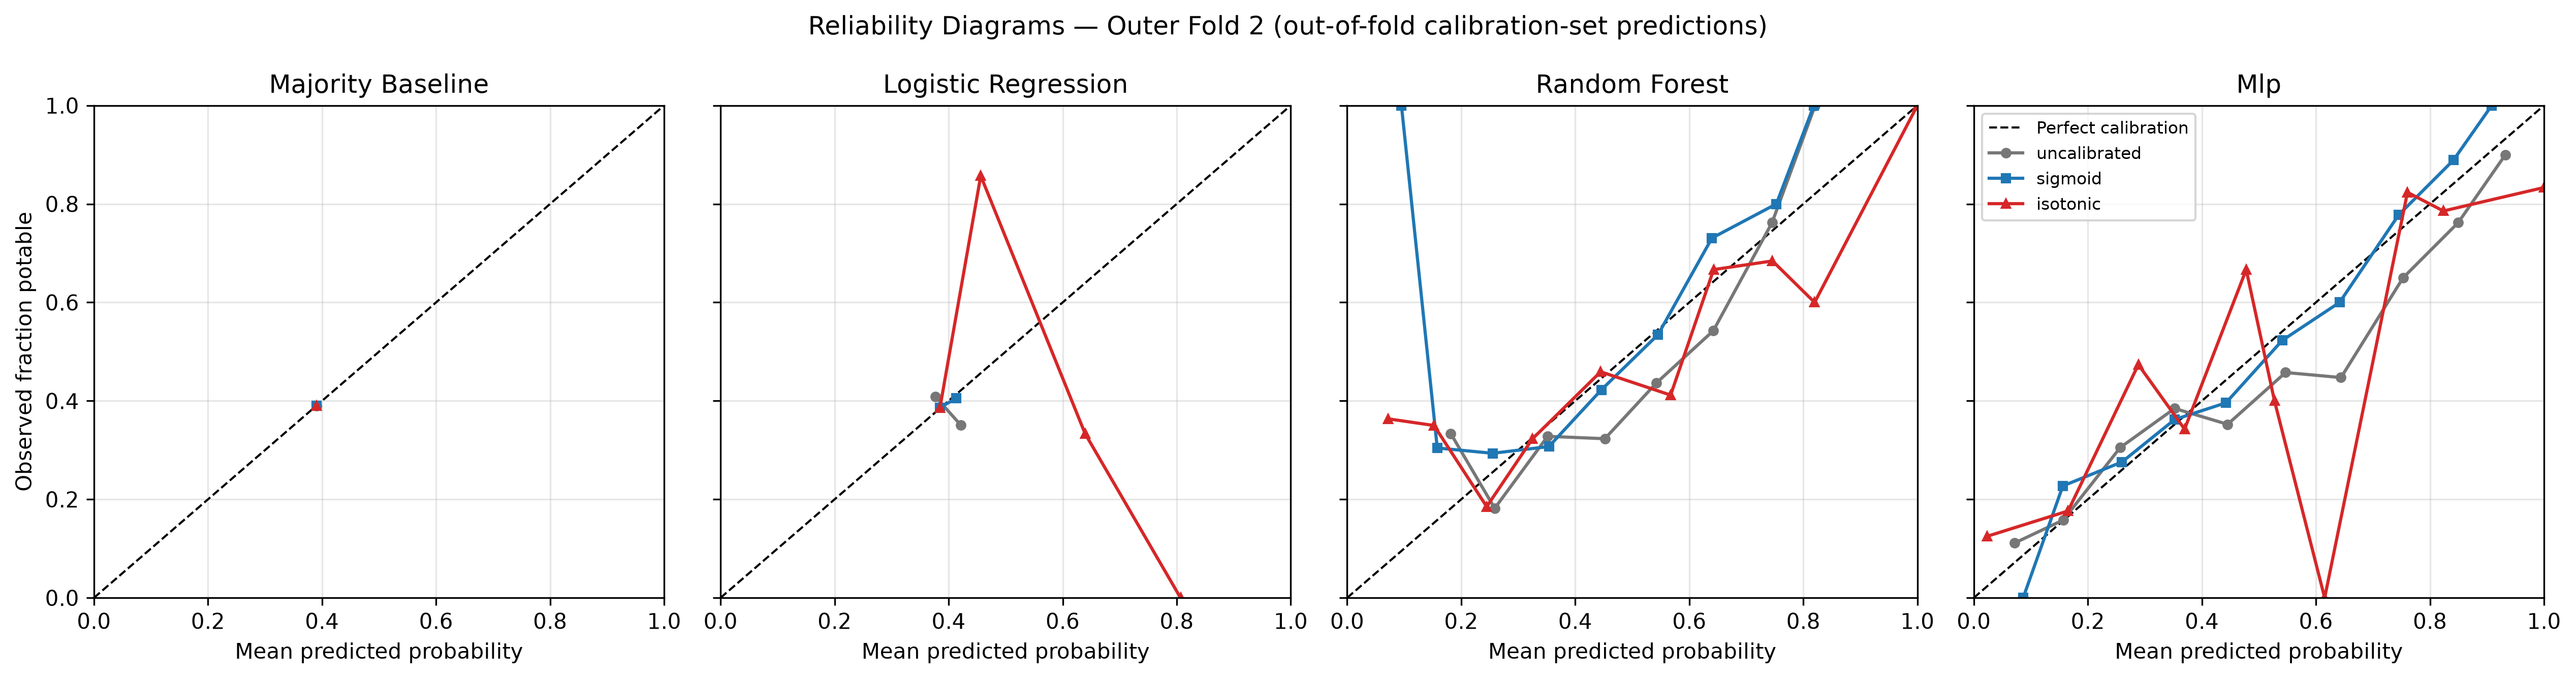 Reliability Diagrams — Outer Fold 2 (out-of-fold calibration-set predictions)
Majority Baseline
Logistic Regression
Random Forest
Mlp
Observed fraction potable
1.0
0.8
0.6
0.4
0.2
0.0
Perfect calibration
uncalibrated
sigmoid
isotonic
0.0 0.2 0.4 0.6 0.8 1.0
0.0 0.2 0.4 0.6 0.8 1.0
0.0 0.2 0.4 0.6 0.8 1.0
0.0 0.2 0.4 0.6 0.8 1.0
Mean predicted probability
Mean predicted probability
Mean predicted probability
Mean predicted probability